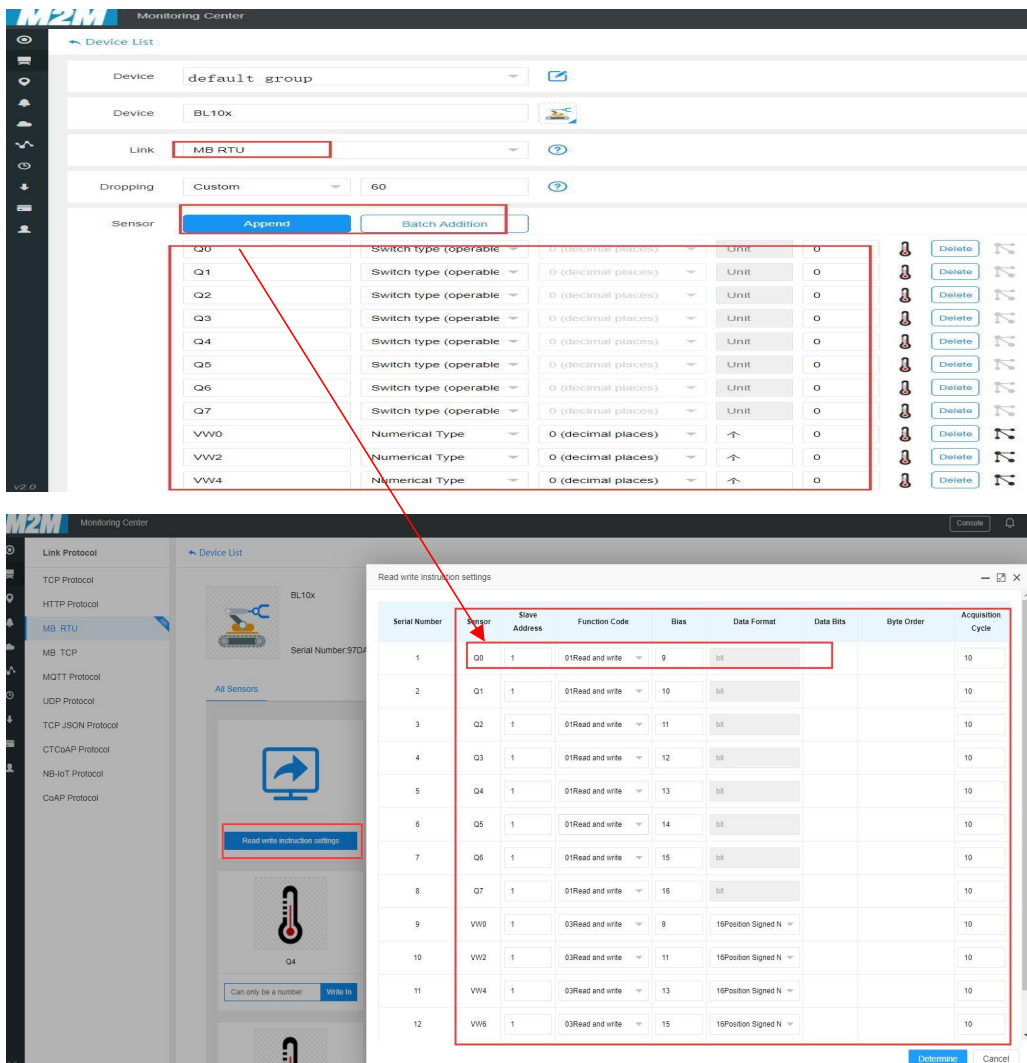 M2M Monitoring Center
Device List
Device default group
Device BL10x
Link MB RTU
Dropping Custom 60
Sensor Append Batch Addition
Q0 Switch type (operable 0 (decimal places) Unit 0 Delete
Q1 Switch type (operable 0 (decimal places) Unit 0 Delete
Q2 Switch type (operable 0 (decimal places) Unit 0 Delete
Q3 Switch type (operable 0 (decimal places) Unit 0 Delete
Q4 Switch type (operable 0 (decimal places) Unit 0 Delete
Q5 Switch type (operable 0 (decimal places) Unit 0 Delete
Q6 Switch type (operable 0 (decimal places) Unit 0 Delete
Q7 Switch type (operable 0 (decimal places) Unit 0 Delete
VW0 Numerical Type 0 (decimal places) 个 0 Delete
VW2 Numerical Type 0 (decimal places) 个 0 Delete
VW4 Numerical Type 0 (decimal places) 个 0 Delete
v2.0
M2M Monitoring Center Console
Link Protocol
TCP Protocol
HTTP Protocol
MB RTU
MB TCP
MQTT Protocol
UDP Protocol
TCP JSON Protocol
CTCoAP Protocol
NB-IoT Protocol
CoAP Protocol
Device List
BL10x
Serial Number:97DA
All Sensors
Read write instruction settings
Q4
Can only be a number Write In
Read write instruction settings
Serial Number Sensor Slave Address Function Code Bias Data Format Data Bits Byte Order Acquisition Cycle
1 Q0 1 01Read and write 9 bit 10
2 Q1 1 01Read and write 10 bit 10
3 Q2 1 01Read and write 11 bit 10
4 Q3 1 01Read and write 12 bit 10
5 Q4 1 01Read and write 13 bit 10
6 Q5 1 01Read and write 14 bit 10
7 Q6 1 01Read and write 15 bit 10
8 Q7 1 01Read and write 16 bit 10
9 VW0 1 03Read and write 9 16Position Signed N 10
10 VW2 1 03Read and write 11 16Position Signed N 10
11 VW4 1 03Read and write 13 16Position Signed N 10
12 VW6 1 03Read and write 15 16Position Signed N 10
Determine Cancel